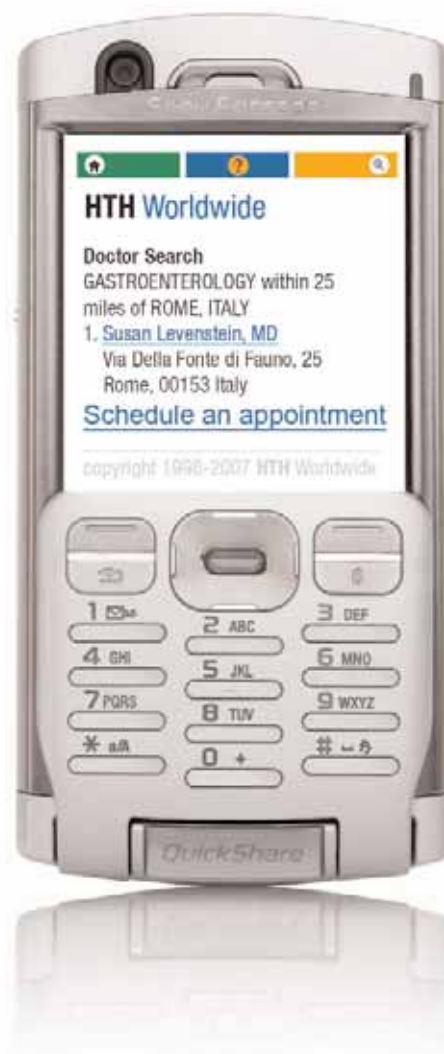 Sony Ericsson
HTH Worldwide
Doctor Search
GASTROENTEROLOGY within 25
miles of ROME, ITALY
1. Susan Levenstein, MD
Via Della Fonte di Fauno, 25
Rome, 00153 Italy
Schedule an appointment
copyright 1998-2007 HTH Worldwide
1
2 ABC
3 DEF
4 GHI
5 JKL
6 MNO
7 PQRS
8 TUV
9 WXYZ
* a/A
0 +
#
QuickShare